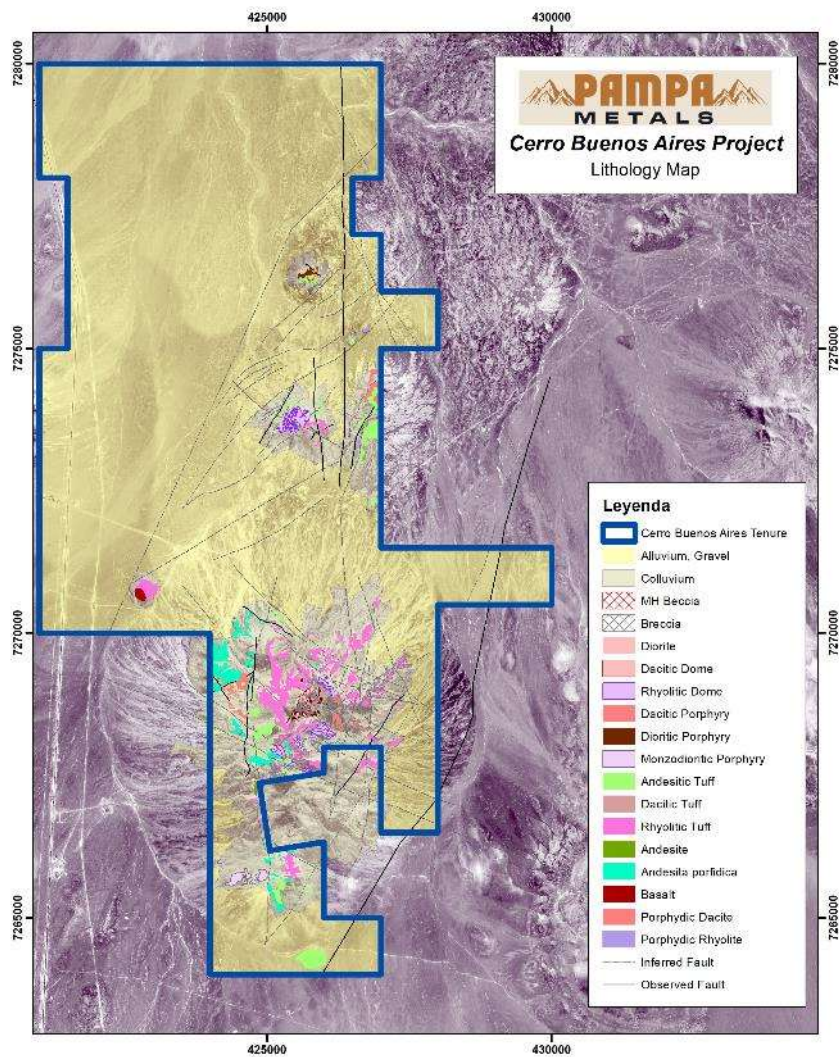 425000
430000
7280000
7280000
PAMPA
METALS
Cerro Buenos Aires Project
Lithology Map
7275000
7275000
Leyenda
Cerro Buenos Aires Tenure
Alluvium, Gravel
Colluvium
MH Beccia
Breccia
Diorite
Dacitic Dome
Rhyolitic Dome
Dacitic Porphyry
Dioritic Porphyry
Monzodiontic Porphyry
Andesitic Tuff
Dacitic Tuff
Rhyolitic Tuff
Andesite
Andesita porfidica
Basalt
Porphydic Dacite
Porphydic Rhyolite
Inferred Fault
Observed Fault
7270000
7270000
7265000
7265000
425000
430000